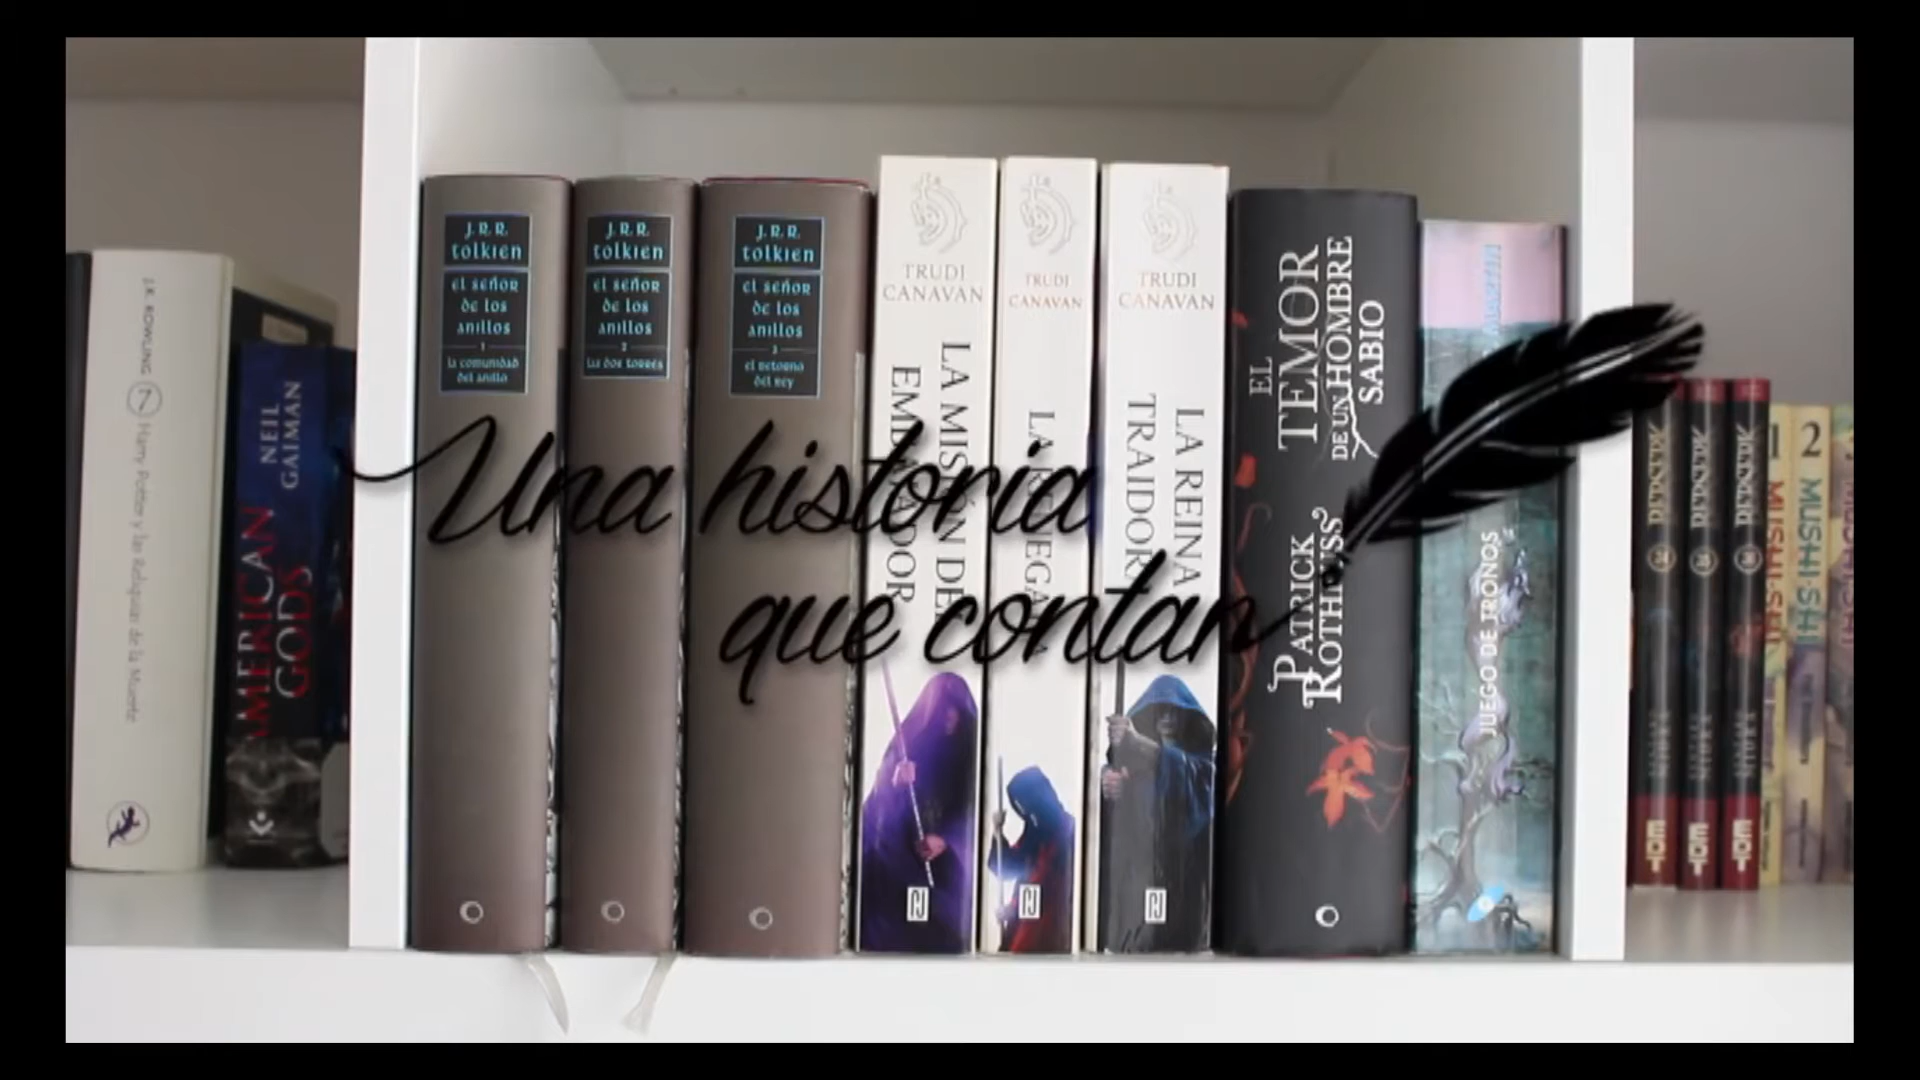 J.K. ROWLING
7
Harry Potter y las Reliquias de la Muerte
NEIL
GAIMAN
AMERICAN
GODS
J.R.R.
tolkien
el señor
de los
anillos
1
la comunidad
del anillo
J.R.R.
tolkien
el señor
de los
anillos
2
las dos torres
J.R.R.
tolkien
el señor
de los
anillos
3
el retorno
del rey
TRUDI
CANAVAN
LA MISIÓN DEL
EMBAJADOR
TRUDI
CANAVAN
TRUDI
CANAVAN
LA REINA
TRAIDORA
EL
TEMOR
DE UN HOMBRE
SABIO
PATRICK
ROTHFUSS
JUEGO DE TRONOS
Una historia
que contar
EDT
EDT
EDT
1
MUSHI-SHI
2
MUSHI-SHI